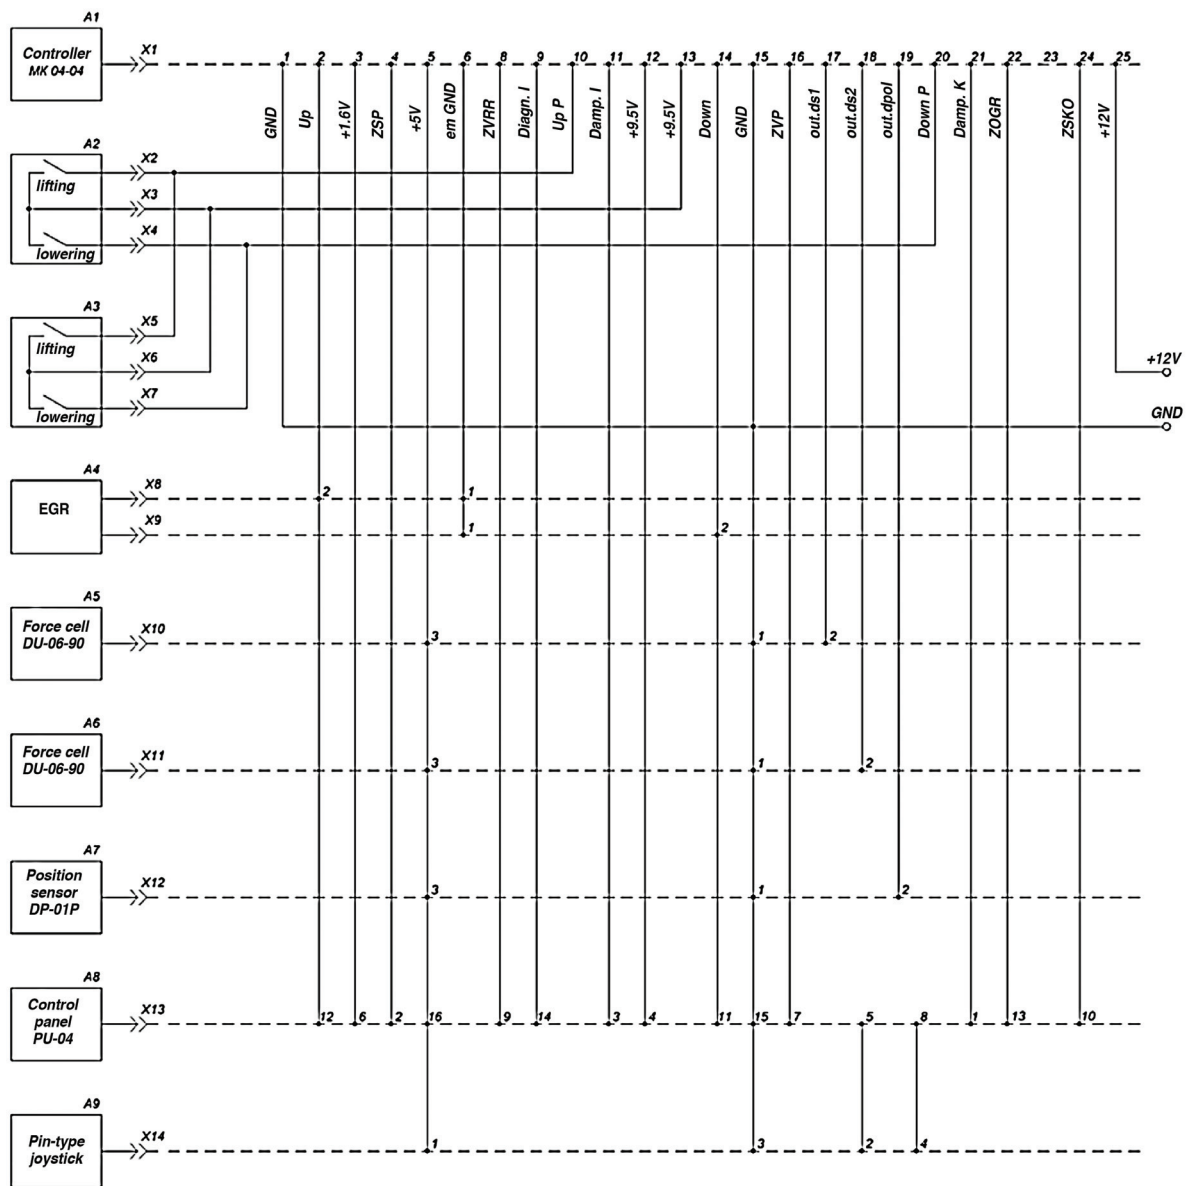 A1
Controller
MK 04-04
X1
1 2 3 4 5 6 8 9 10 11 12 13 14 15 16 17 18 19 20 21 22 23 24 25
GND
Up
+1.6V
ZSP
+5V
em GND
ZVRR
Diagn. I
Up P
Damp. I
+9.5V
+9.5V
Down
GND
ZVP
out.ds1
out.ds2
out.dpol
Down P
Damp. K
ZOGR
ZSKO
+12V
A2
X2
lifting
X3
X4
lowering
A3
X5
lifting
X6
X7
lowering
+12V
GND
A4
EGR
X8
2 1
X9
1 2
A5
Force cell
DU-06-90
X10
3 1 2
A6
Force cell
DU-06-90
X11
3 1 2
A7
Position
sensor
DP-01P
X12
3 1 2
A8
Control
panel
PU-04
X13
12 6 2 16 9 14 3 4 11 15 7 5 8 1 13 10
A9
Pin-type
joystick
X14
1 3 2 4